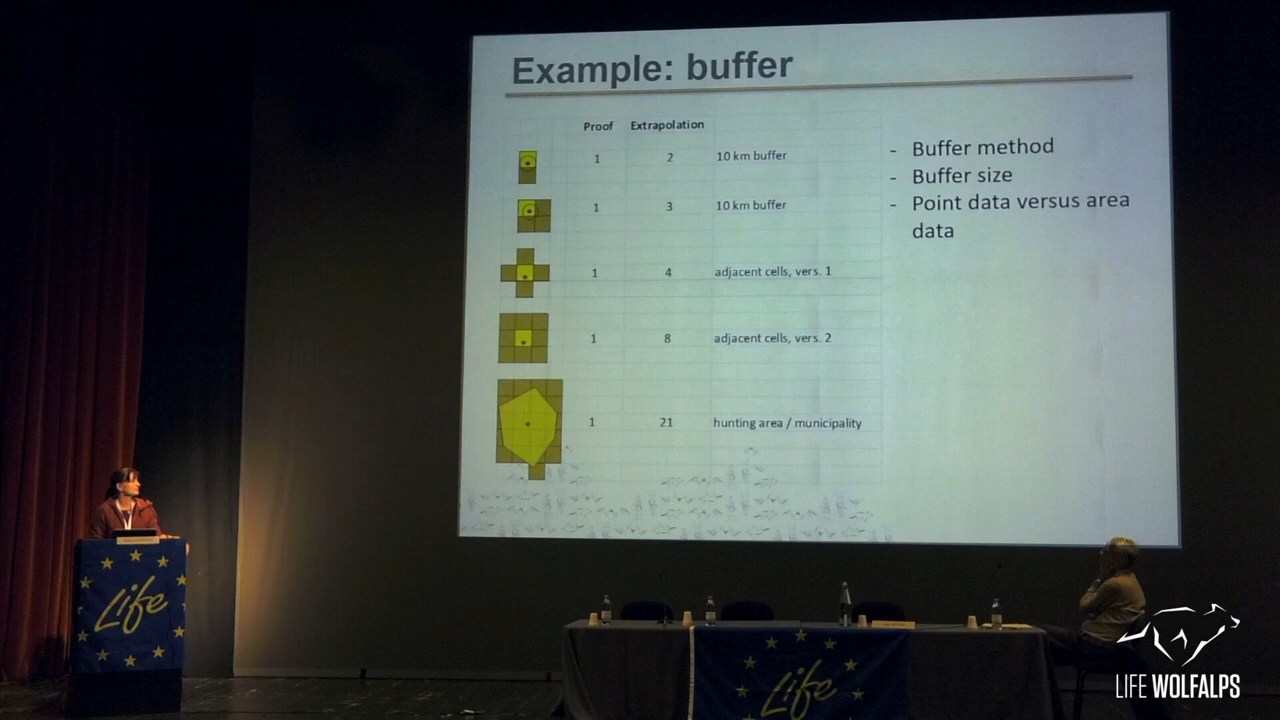 Example: buffer
Proof Extrapolation
1 2 10 km buffer
1 3 10 km buffer
1 4 adjacent cells, vers. 1
1 8 adjacent cells, vers. 2
1 21 hunting area / municipality
- Buffer method
- Buffer size
- Point data versus area
data
Life
Life
LIFE WOLFALPS